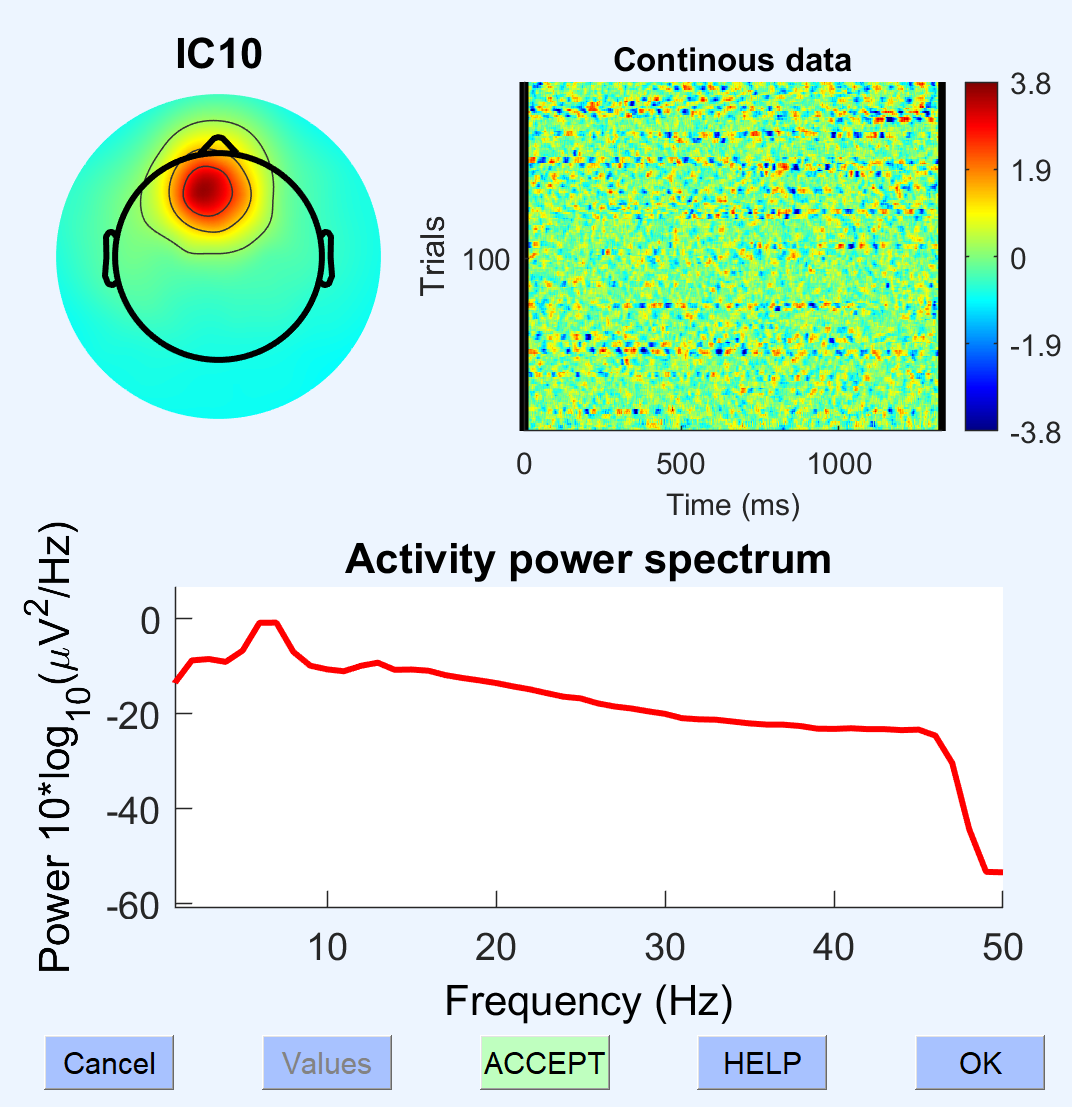 IC10
Continous data
3.8
1.9
0
-1.9
-3.8
Trials
100
0 500 1000
Time (ms)
Activity power spectrum
Power 10*log10(μV2/Hz)
0
-20
-40
-60
10 20 30 40 50
Frequency (Hz)
Cancel Values ACCEPT HELP OK